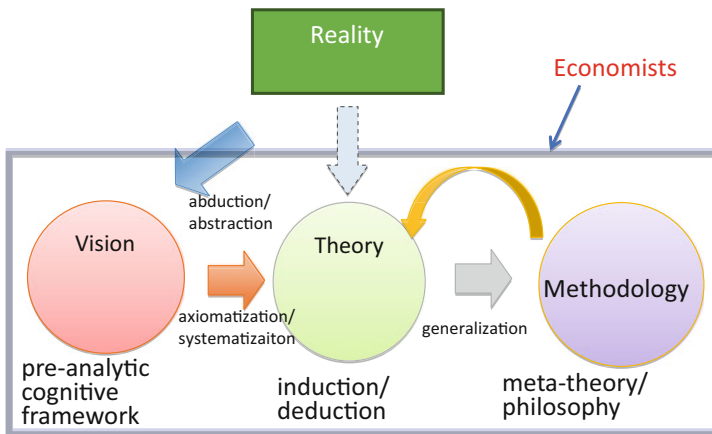 Reality
Economists
abduction/
abstraction
Vision
Theory
Methodology
axiomatization/
systematizaiton
generalization
pre-analytic
cognitive
framework
induction/
deduction
meta-theory/
philosophy